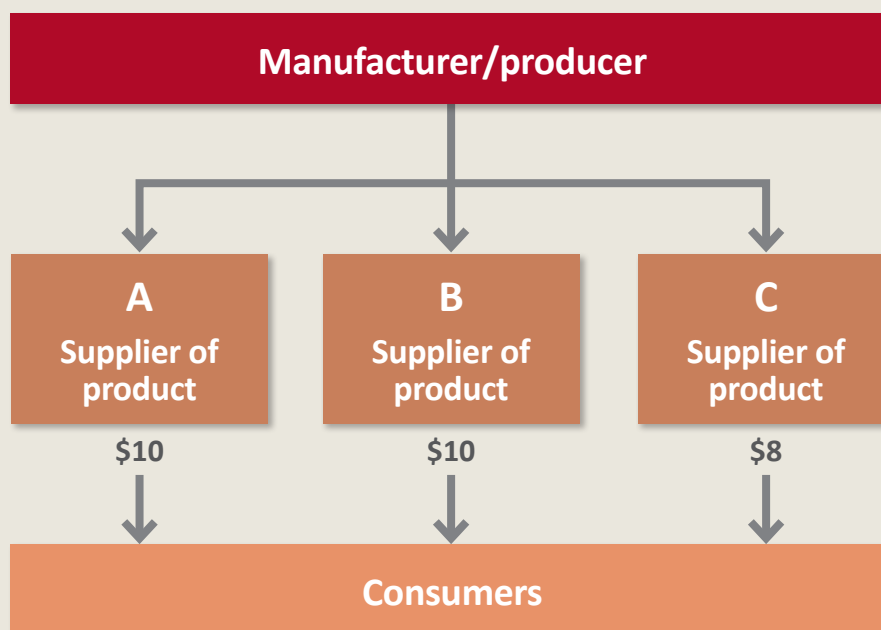 Manufacturer/producer
A
Supplier of
product
B
Supplier of
product
C
Supplier of
product
$10
$10
$8
Consumers